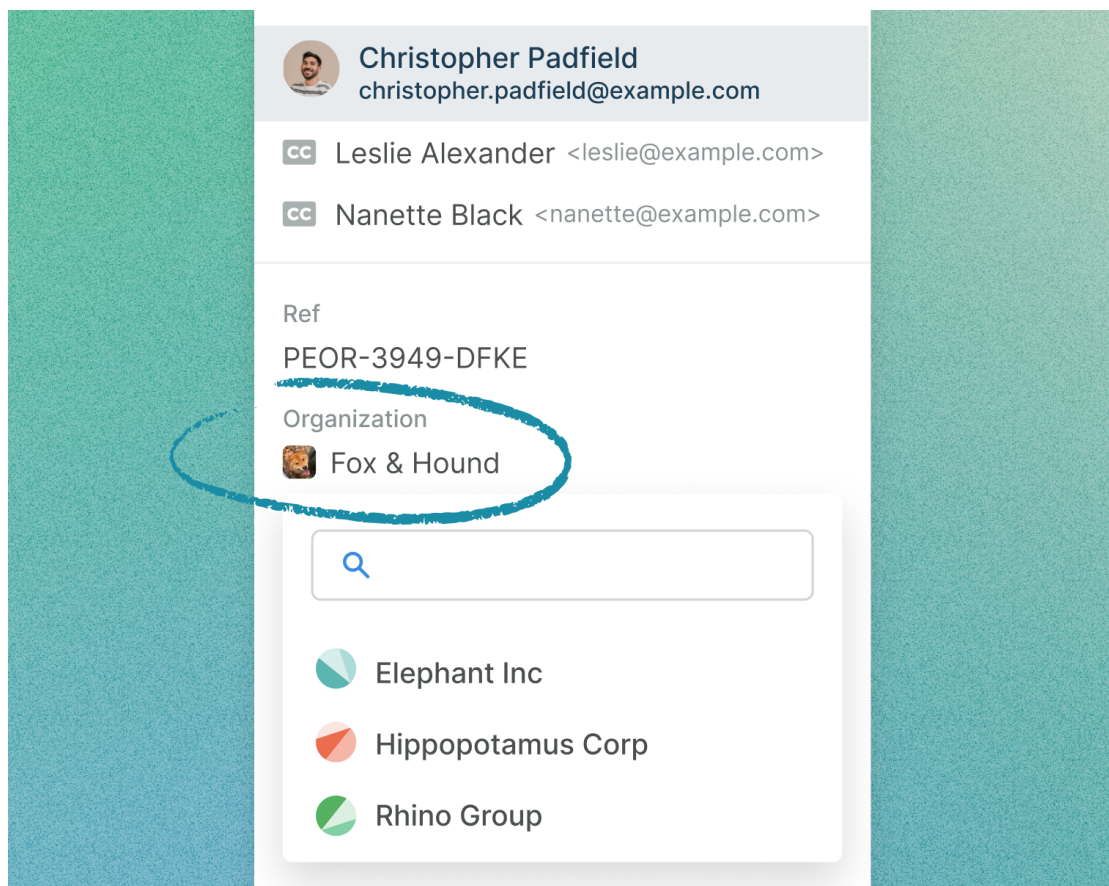 Christopher Padfield
christopher.padfield@example.com
CC Leslie Alexander <leslie@example.com>
CC Nanette Black <nanette@example.com>
Ref
PEOR-3949-DFKE
Organization
Fox & Hound
Elephant Inc
Hippopotamus Corp
Rhino Group